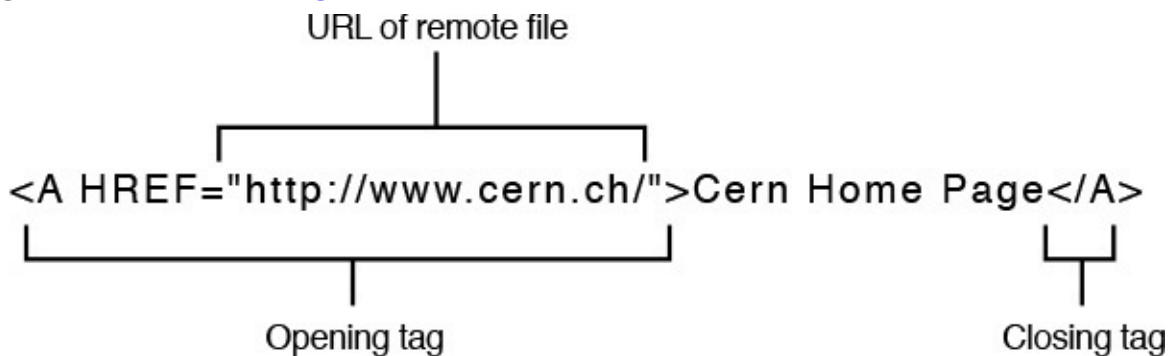 URL of remote file
<A HREF="http://www.cern.ch/">Cern Home Page</A>
Opening tag
Closing tag